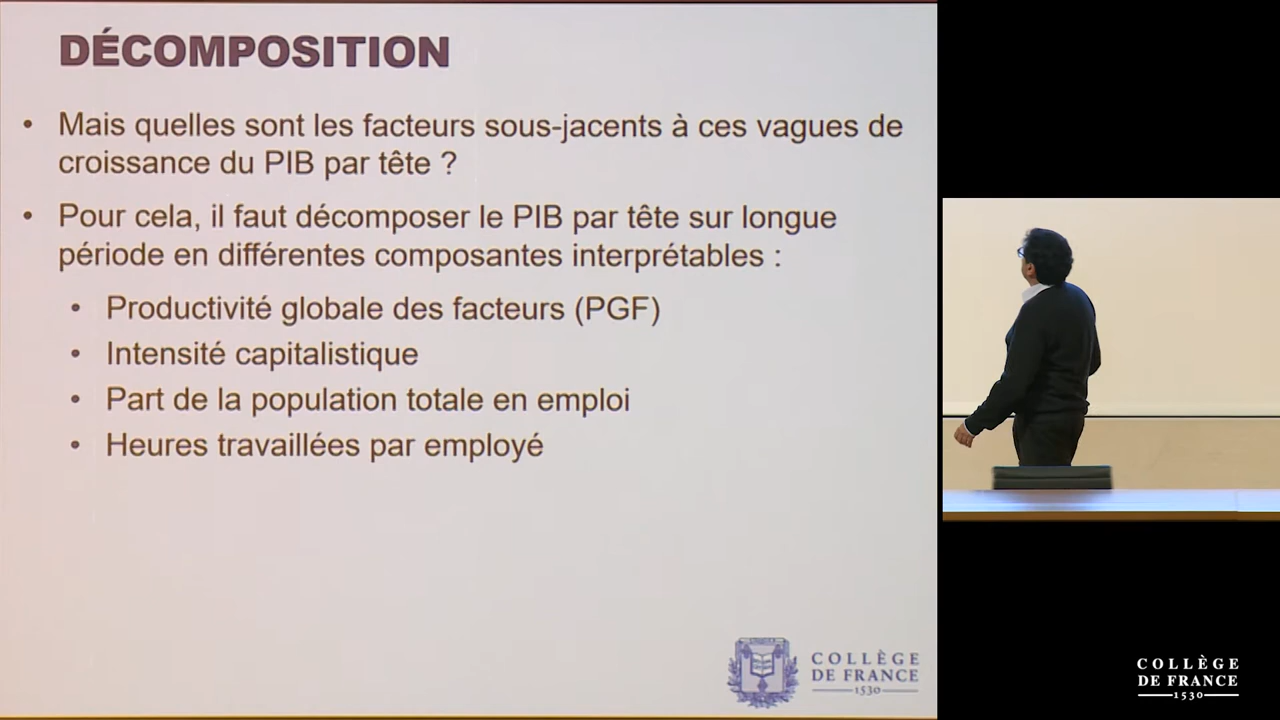 DÉCOMPOSITION
• Mais quelles sont les facteurs sous-jacents à ces vagues de
croissance du PIB par tête ?
• Pour cela, il faut décomposer le PIB par tête sur longue
période en différentes composantes interprétables :
• Productivité globale des facteurs (PGF)
• Intensité capitalistique
• Part de la population totale en emploi
• Heures travaillées par employé
COLLÈGE
DE FRANCE
1530
COLLÈGE
DE FRANCE
1530